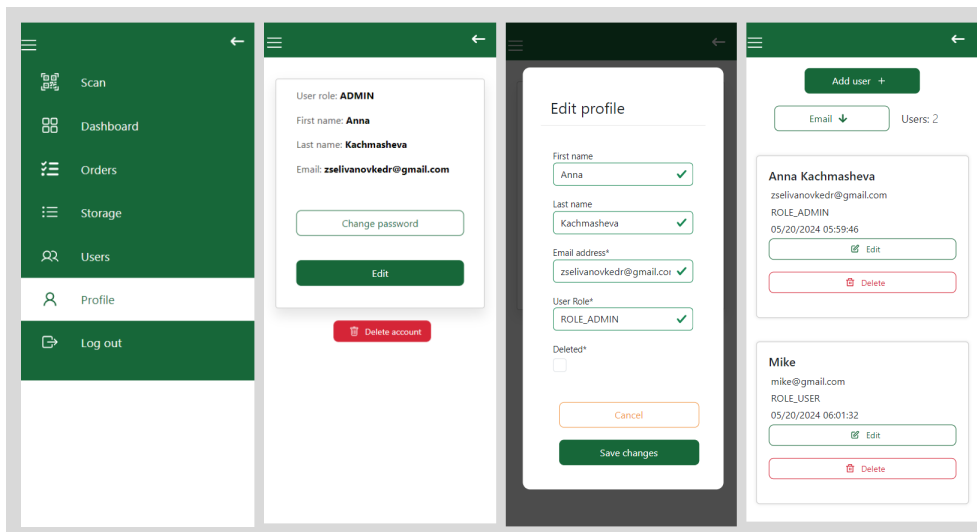 Scan
Dashboard
Orders
Storage
Users
Profile
Log out
User role: ADMIN
First name: Anna
Last name: Kachmasheva
Email: zselivanovkedr@gmail.com
Change password
Edit
Delete account
Edit profile
First name
Anna
Last name
Kachmasheva
Email address*
zselivanovkedr@gmail.coı
User Role*
ROLE_ADMIN
Deleted*
Cancel
Save changes
Add user +
Email Users: 2
Anna Kachmasheva
zselivanovkedr@gmail.com
ROLE_ADMIN
05/20/2024 05:59:46
Edit
Delete
Mike
mike@gmail.com
ROLE_USER
05/20/2024 06:01:32
Edit
Delete